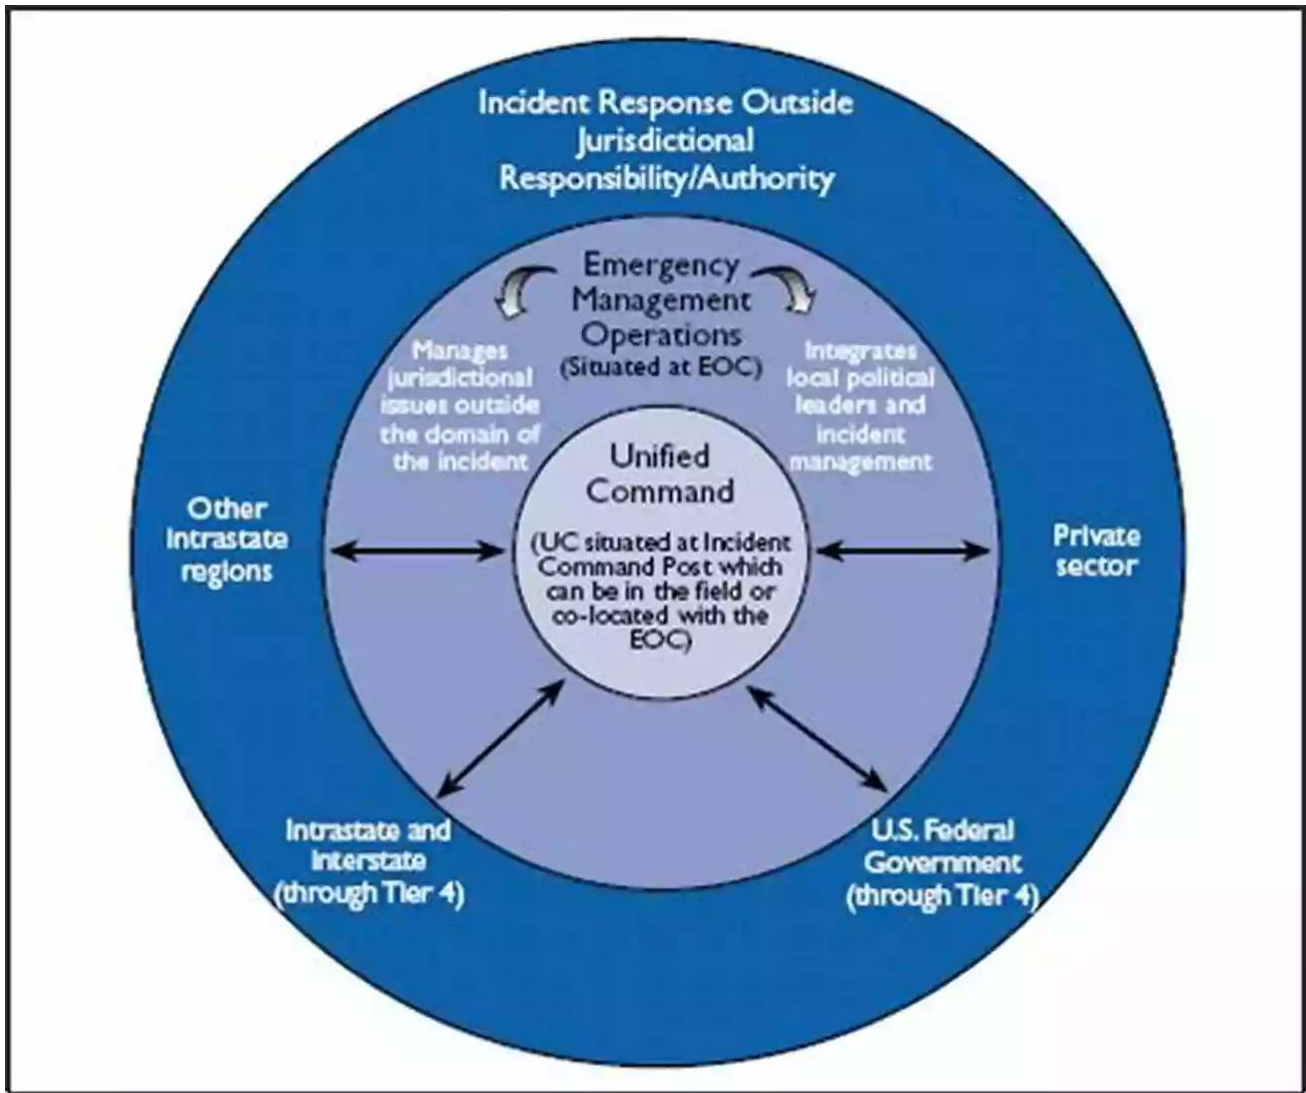 Incident Response Outside
Jurisdictional
Responsibility/Authority
Emergency
Management
Operations
(Situated at EOC)
Manages
jurisdictional
issues outside
the domain of
the incident
Integrates
local political
leaders and
incident
management
Unified
Command
(UC situated at Incident
Command Post which
can be in the field or
co-located with the
EOC)
Other
Intrastate
regions
Private
sector
Intrastate and
Interstate
(through Tier 4)
U.S. Federal
Government
(through Tier 4)